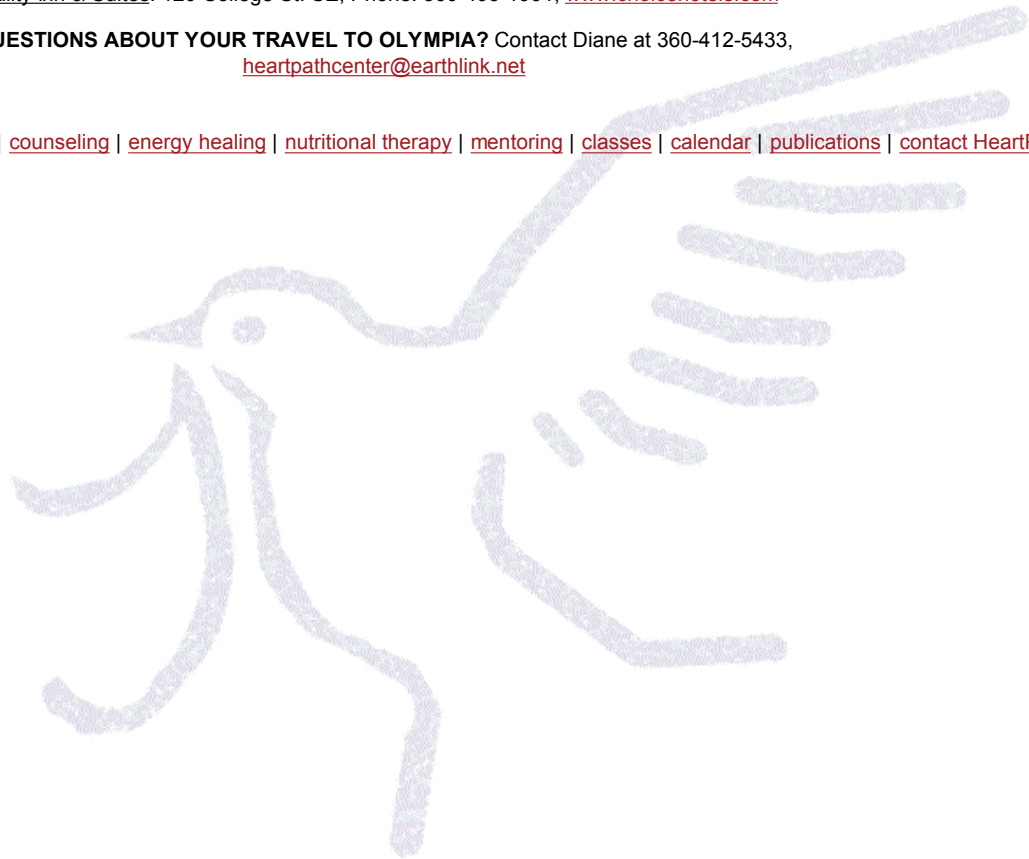 UESTIONS ABOUT YOUR TRAVEL TO OLYMPIA? Contact Diane at 360-412-5433,
heartpathcenter@earthlink.net
| counseling | energy healing | nutritional therapy | mentoring | classes | calendar | publications | contact Heart